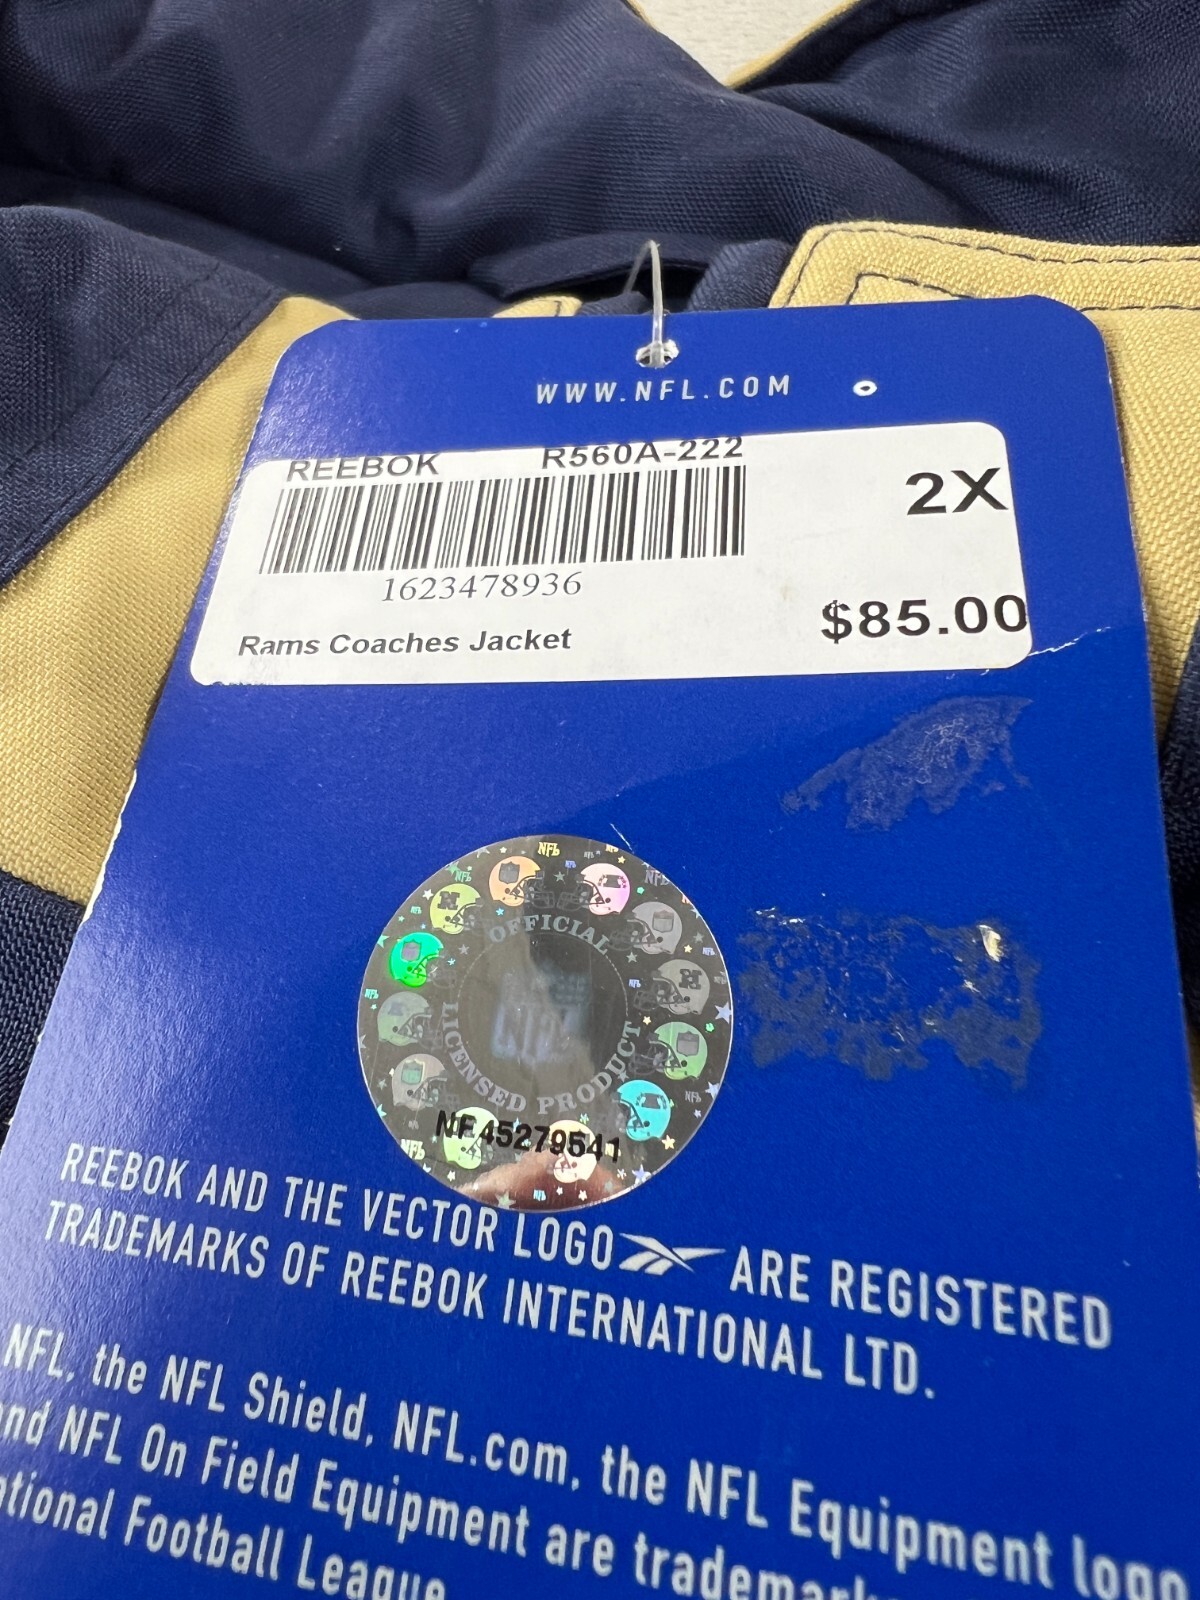 WWW.NFL.COM
REEBOK R560A-222
2X
1623478936
Rams Coaches Jacket
$85.00
OFFICIAL
LICENSED PRODUCT
NFL
NF45279541
REEBOK AND THE VECTOR LOGO ARE REGISTERED
TRADEMARKS OF REEBOK INTERNATIONAL LTD.
NFL, the NFL Shield, NFL.com, the NFL Equipment logo
and NFL On Field Equipment are trademark
ational Football League